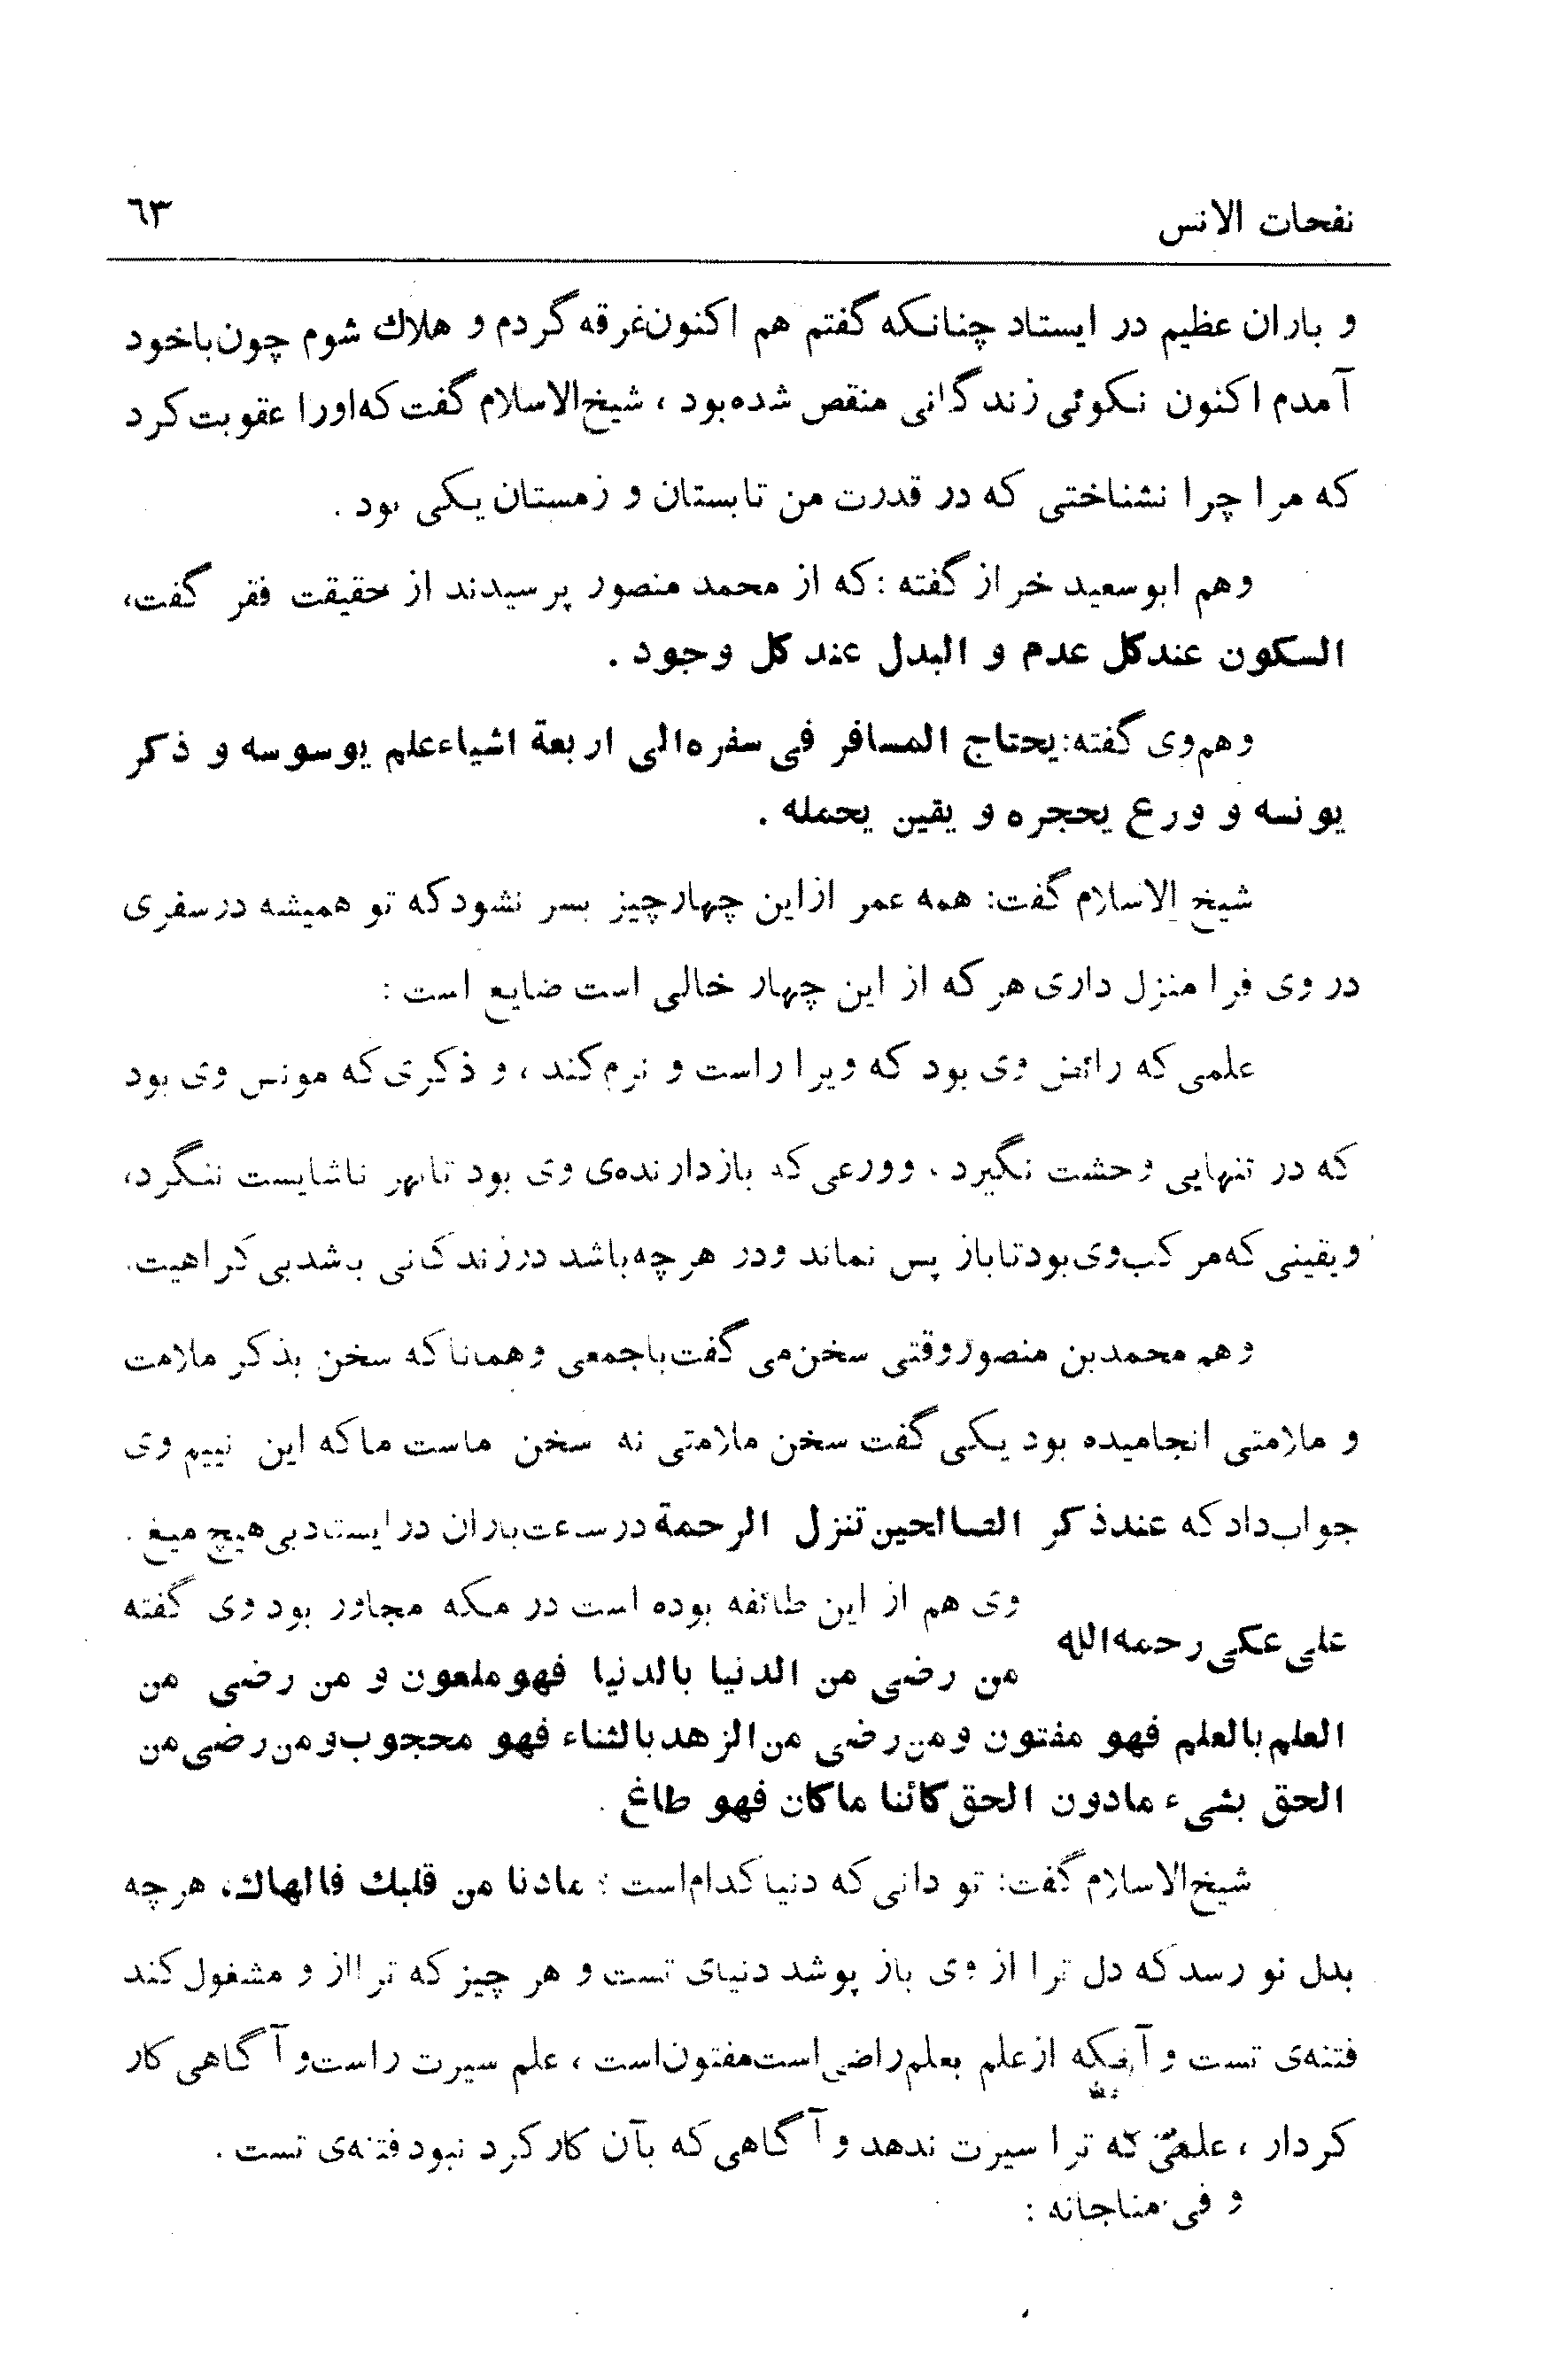 نفحات الانس
٦٣
و باران عظیم در ایستاد چنانکه گفتم هم اکنون غرقه گردم و هلاك شوم چون باخود
آمدم اکنون نکوئی زندگانی منقص شده بود ، شیخ الاسلام گفت که اورا عقوبت کرد
که مرا چرا نشناختی که در قدرت من تابستان و زمستان یکی بود .
وهم ابوسعید خراز گفته : که از محمد منصور پرسیدند از حقیقت فقر گفت،
السکون عندکل عدم و البدل عند کل وجود .
وهم وی گفته: یحتاج المسافر فی سفره الی اربعة اشیاء علم یوسوسه و ذکر
یونسه و ورع یحجره و یقین یحمله .
شیخ الاسلام گفت: همه عمر ازاین چهارچیز بسر نشود که تو همیشه درسفری
در وی فرا منزل داری هر که از این چهار خالی است ضایع است :
علمی که رائض وی بود که ویرا راست و نرم کند ، و ذکری که مونس وی بود
که در تنهایی وحشت نگیرد . وورعی که بازدارنده‌ی وی بود تابهر ناشایست ننگرد،
ویقینی که مرکب وی بود تاباز پس نماند ودر هرچه باشد درزندگانی باشد بی کراهیت.
وهم محمدبن منصور وقتی سخن می گفت باجمعی وهمانا که سخن بذکر ملامت
و ملامتی انجامیده بود یکی گفت سخن ملامتی نه سخن ماست ماکه این نییم وی
جواب داد که عندذکر الصالحین تنزل الرحمة درساعت باران درایستاد بی هیچ میغ .
وی هم از این طائفه بوده است در مکه مجاور بود وی گفته
علی عکی رحمه الله
من رضی من الدنیا بالدنیا فهو ملعون و من رضی من
العلم بالعلم فهو مفتون ومن رضی من الزهد بالثناء فهو محجوب ومن رضی من
الحق بشیء مادون الحق کائنا ماکان فهو طاغ .
شیخ الاسلام گفت: تو دانی که دنیا کدام است ؛ مادنا من قلبك فالهاك، هرچه
بدل تو رسد که دل ترا از وی باز پوشد دنیای تست و هر چیز که ترا از و مشغول کند
فتنه‌ی تست و آنکه ازعلم بعلم راضی است مفتون است ، علم سیرت راست و آگاهی کار
کردار ، علمی که ترا سیرت ندهد و آگاهی که بآن کارکرد نبود فتنه‌ی تست .
و فی مناجاته :